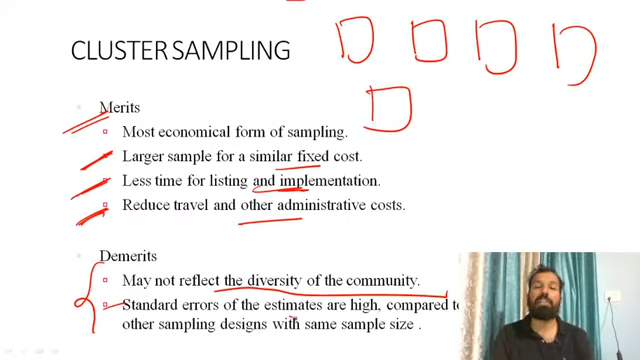 CLUSTER SAMPLING
Merits
Most economical form of sampling.
Larger sample for a similar fixed cost.
Less time for listing and implementation.
Reduce travel and other administrative costs.
Demerits
May not reflect the diversity of the community.
Standard errors of the estimates are high, compared to
other sampling designs with same sample size .